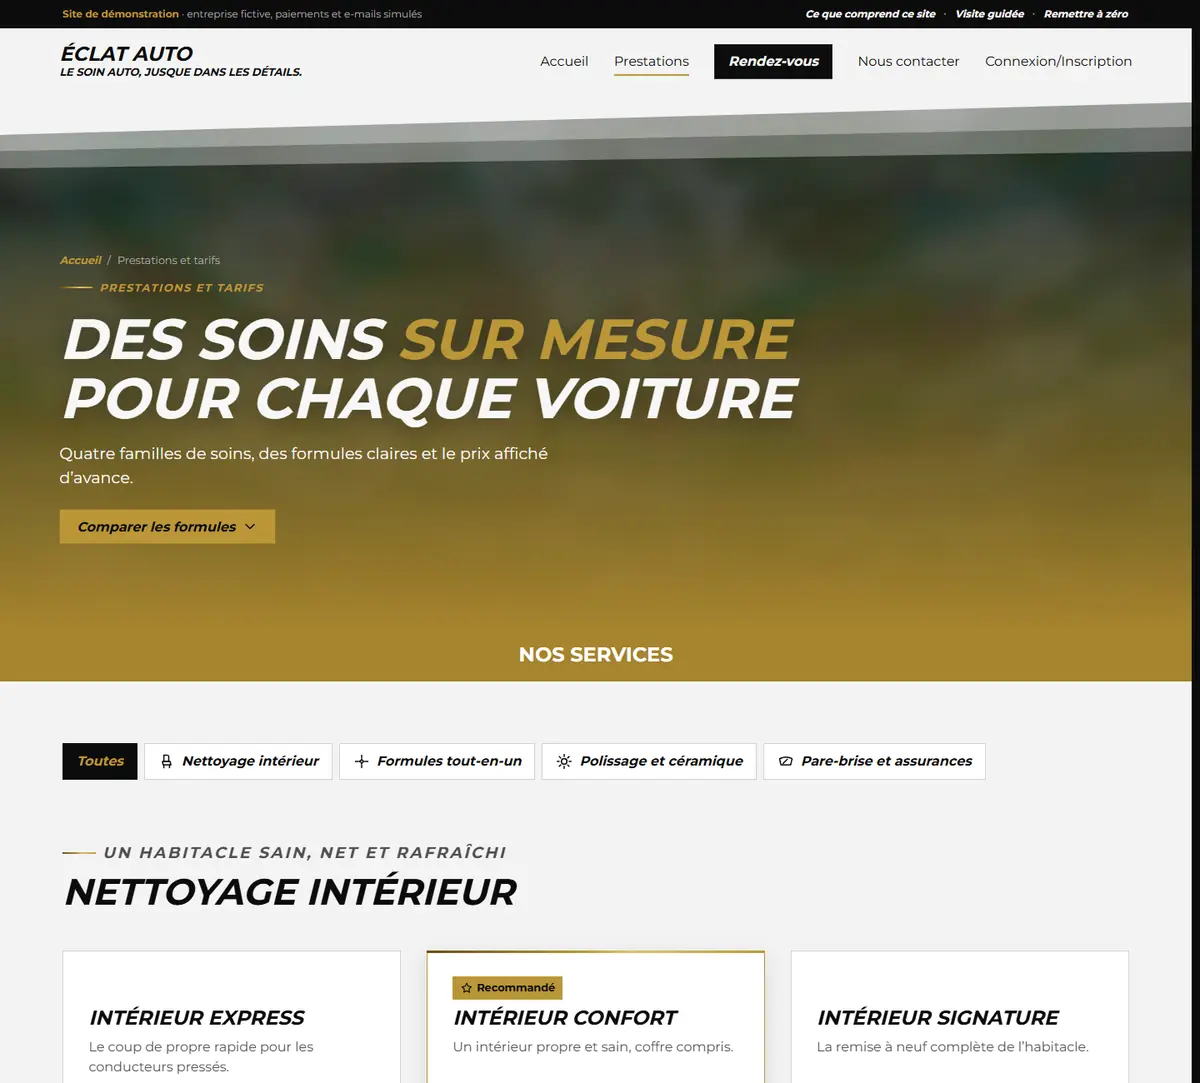 Site de démonstration · entreprise fictive, paiements et e-mails simulés
Ce que comprend ce site · Visite guidée · Remettre à zéro
ÉCLAT AUTO
LE SOIN AUTO, JUSQUE DANS LES DÉTAILS.
Accueil Prestations Rendez-vous Nous contacter Connexion/Inscription
Accueil / Prestations et tarifs
PRESTATIONS ET TARIFS
DES SOINS SUR MESURE
POUR CHAQUE VOITURE
Quatre familles de soins, des formules claires et le prix affiché
d’avance.
Comparer les formules
NOS SERVICES
Toutes Nettoyage intérieur Formules tout-en-un Polissage et céramique Pare-brise et assurances
UN HABITACLE SAIN, NET ET RAFRAÎCHI
NETTOYAGE INTÉRIEUR
INTÉRIEUR EXPRESS
Le coup de propre rapide pour les
conducteurs pressés.
Recommandé
INTÉRIEUR CONFORT
Un intérieur propre et sain, coffre compris.
INTÉRIEUR SIGNATURE
La remise à neuf complète de l’habitacle.